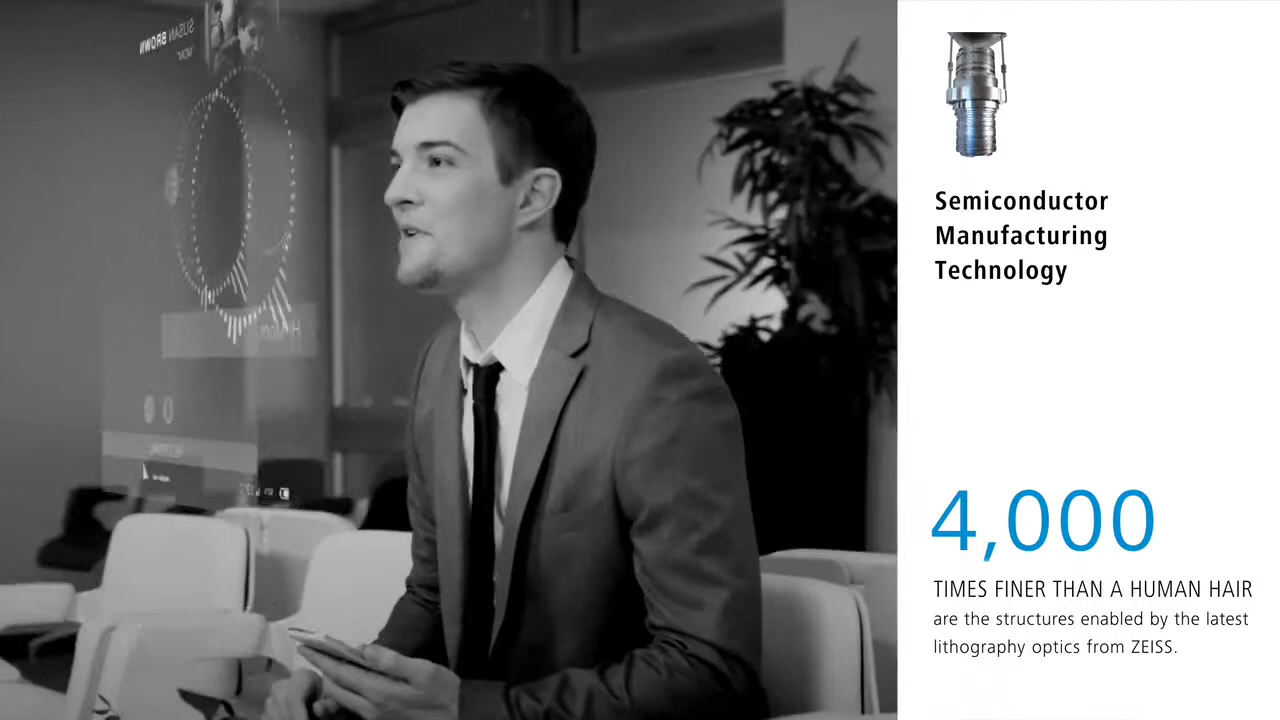 SUSAN BROWN
Semiconductor
Manufacturing
Technology
4,000
TIMES FINER THAN A HUMAN HAIR
are the structures enabled by the latest
lithography optics from ZEISS.